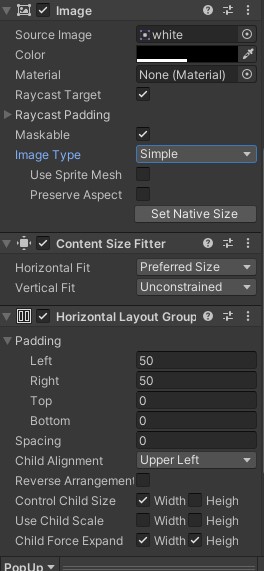 Image
Source Image white
Color
Material None (Material)
Raycast Target
Raycast Padding
Maskable
Image Type Simple
Use Sprite Mesh
Preserve Aspect
Set Native Size
Content Size Fitter
Horizontal Fit Preferred Size
Vertical Fit Unconstrained
Horizontal Layout Group
Padding
Left 50
Right 50
Top 0
Bottom 0
Spacing 0
Child Alignment Upper Left
Reverse Arrangement
Control Child Size Width Heigh
Use Child Scale Width Heigh
Child Force Expand Width Heigh
PopUp